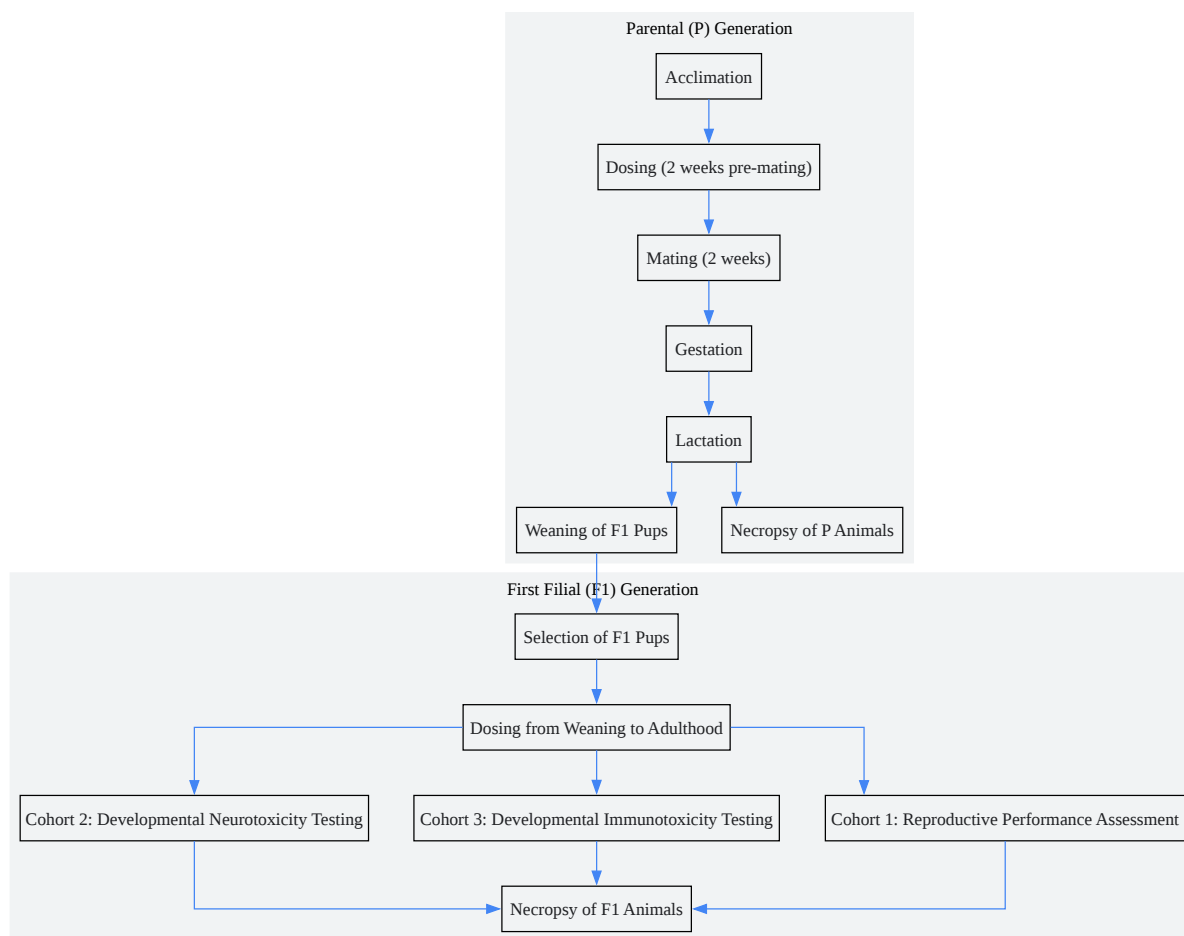 Parental (P) Generation
Acclimation
Dosing (2 weeks pre-mating)
Mating (2 weeks)
Gestation
Lactation
Weaning of F1 Pups
Necropsy of P Animals
First Filial (F1) Generation
Selection of F1 Pups
Dosing from Weaning to Adulthood
Cohort 2: Developmental Neurotoxicity Testing
Cohort 3: Developmental Immunotoxicity Testing
Cohort 1: Reproductive Performance Assessment
Necropsy of F1 Animals